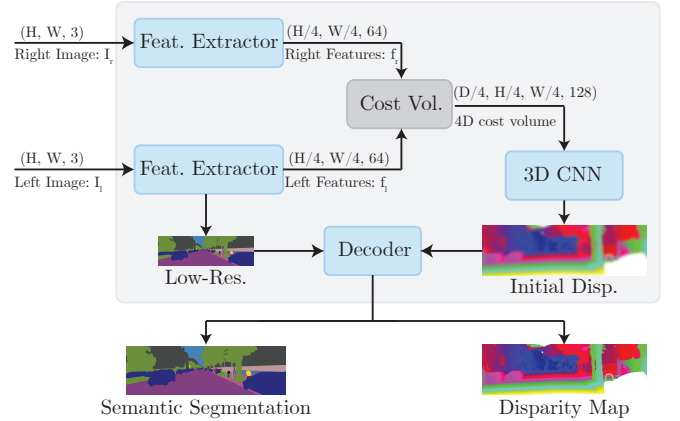 (H, W, 3)
Right Image: I_r
Feat. Extractor
(H/4, W/4, 64)
Right Features: f_r
Cost Vol.
(D/4, H/4, W/4, 128)
4D cost volume
(H, W, 3)
Left Image: I_l
Feat. Extractor
(H/4, W/4, 64)
Left Features: f_l
3D CNN
Decoder
Low-Res.
Initial Disp.
Semantic Segmentation
Disparity Map